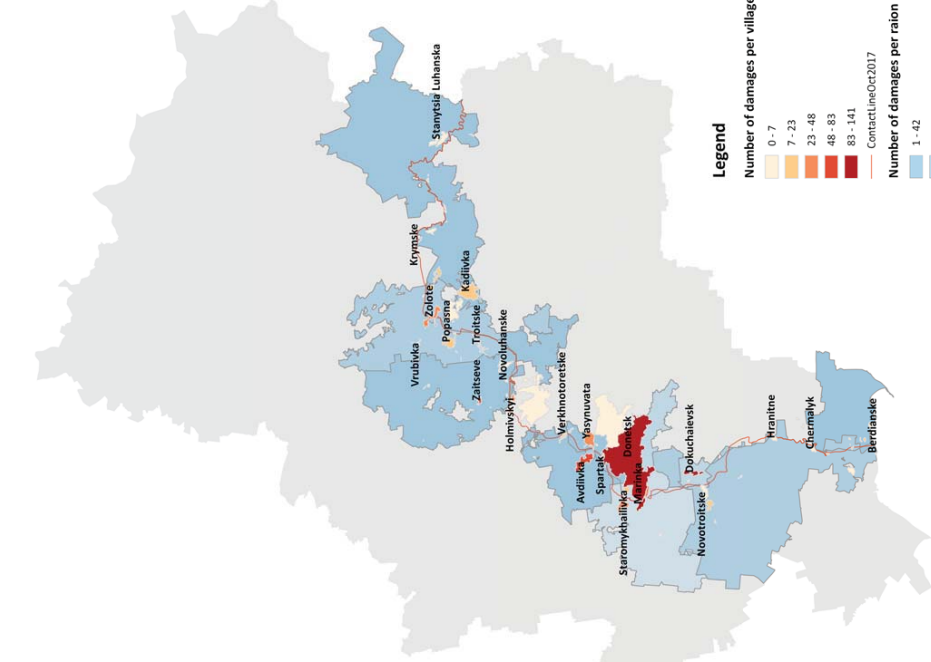 Stanytsia Luhanska
Krymske
Zolote
Kadiivka
Popasna
Troitske
Vrubivka
Novoluhanske
Zaitseve
Holmivskyi
Verkhnotoretske
Yasynuvata
Avdiivka
Spartak
Donetsk
Marinka
Staromykhailivka
Dokuchaievsk
Novotroitske
Hranitne
Chermalyk
Berdianske
Legend
Number of damages per village
0 - 7
7 - 23
23 - 48
48 - 83
83 - 141
ContactLineOct2017
Number of damages per raion
1 - 42